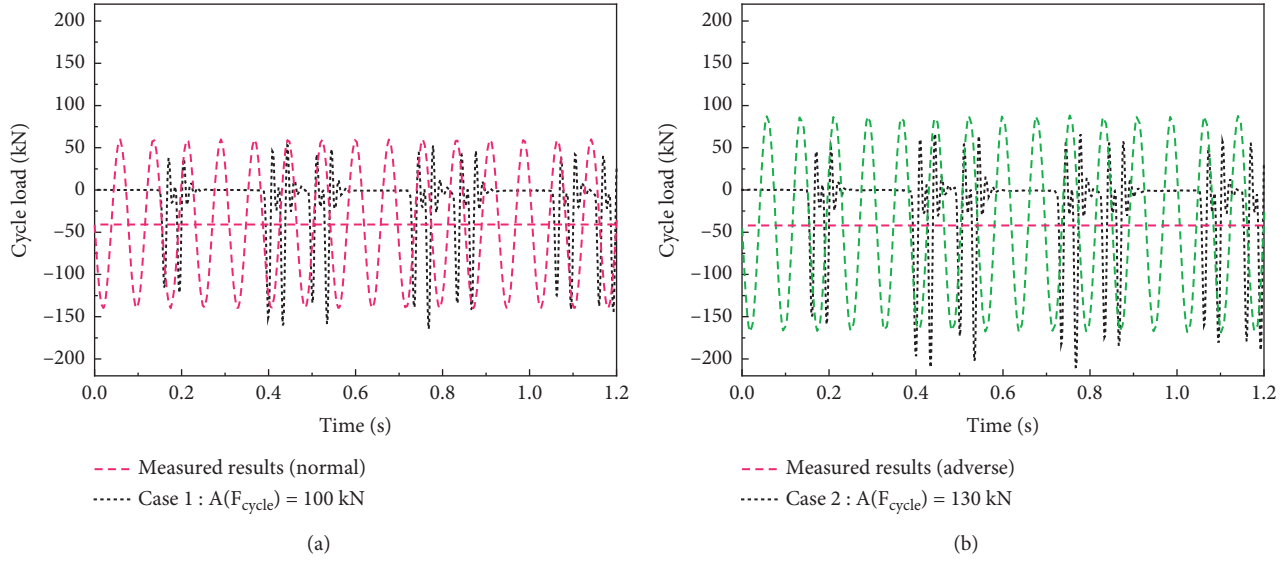 200
150
100
50
0
–50
–100
–150
–200
Cycle load (kN)
0.0 0.2 0.4 0.6 0.8 1.0 1.2
Time (s)
Measured results (normal)
Case 1 : A(Fcycle) = 100 kN
(a)
200
150
100
50
0
–50
–100
–150
–200
Cycle load (kN)
0.0 0.2 0.4 0.6 0.8 1.0 1.2
Time (s)
Measured results (adverse)
Case 2 : A(Fcycle) = 130 kN
(b)